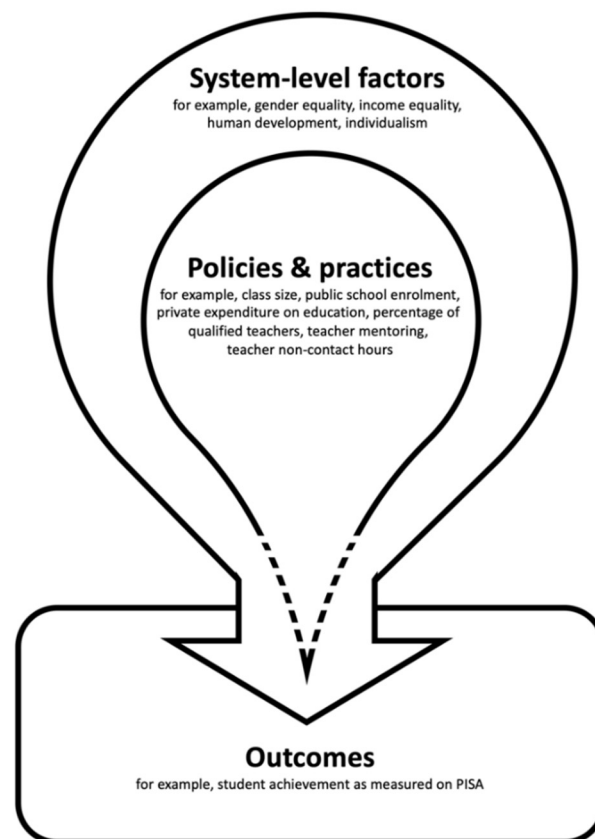 System-level factors
for example, gender equality, income equality,
human development, individualism
Policies & practices
for example, class size, public school enrolment,
private expenditure on education, percentage of
qualified teachers, teacher mentoring,
teacher non-contact hours
Outcomes
for example, student achievement as measured on PISA